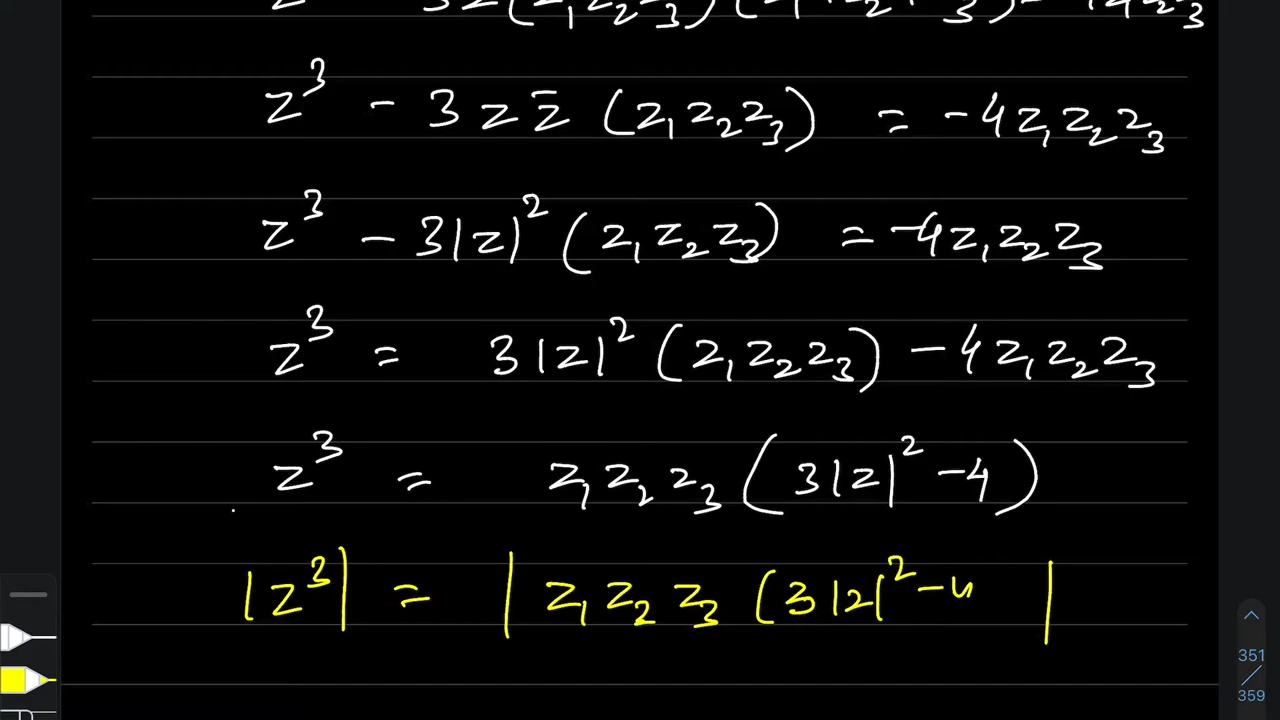 z³ - 3 z z̄ (z₁z₂z₃) = -4z₁z₂z₃
z³ - 3|z|² (z₁z₂z₃) = -4z₁z₂z₃
z³ = 3|z|² (z₁z₂z₃) - 4z₁z₂z₃
z³ = z₁z₂z₃ (3|z|² - 4)
|z³| = | z₁z₂z₃ (3|z|² - 4 |
351
/
359